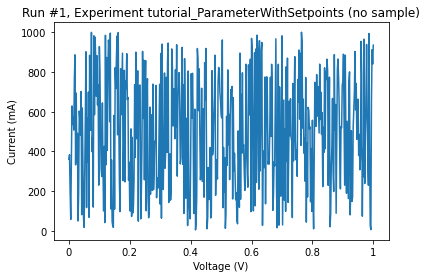 Run #1, Experiment tutorial_ParameterWithSetpoints (no sample)
Current (mA)
1000
800
600
400
200
0
0 0.2 0.4 0.6 0.8 1
Voltage (V)